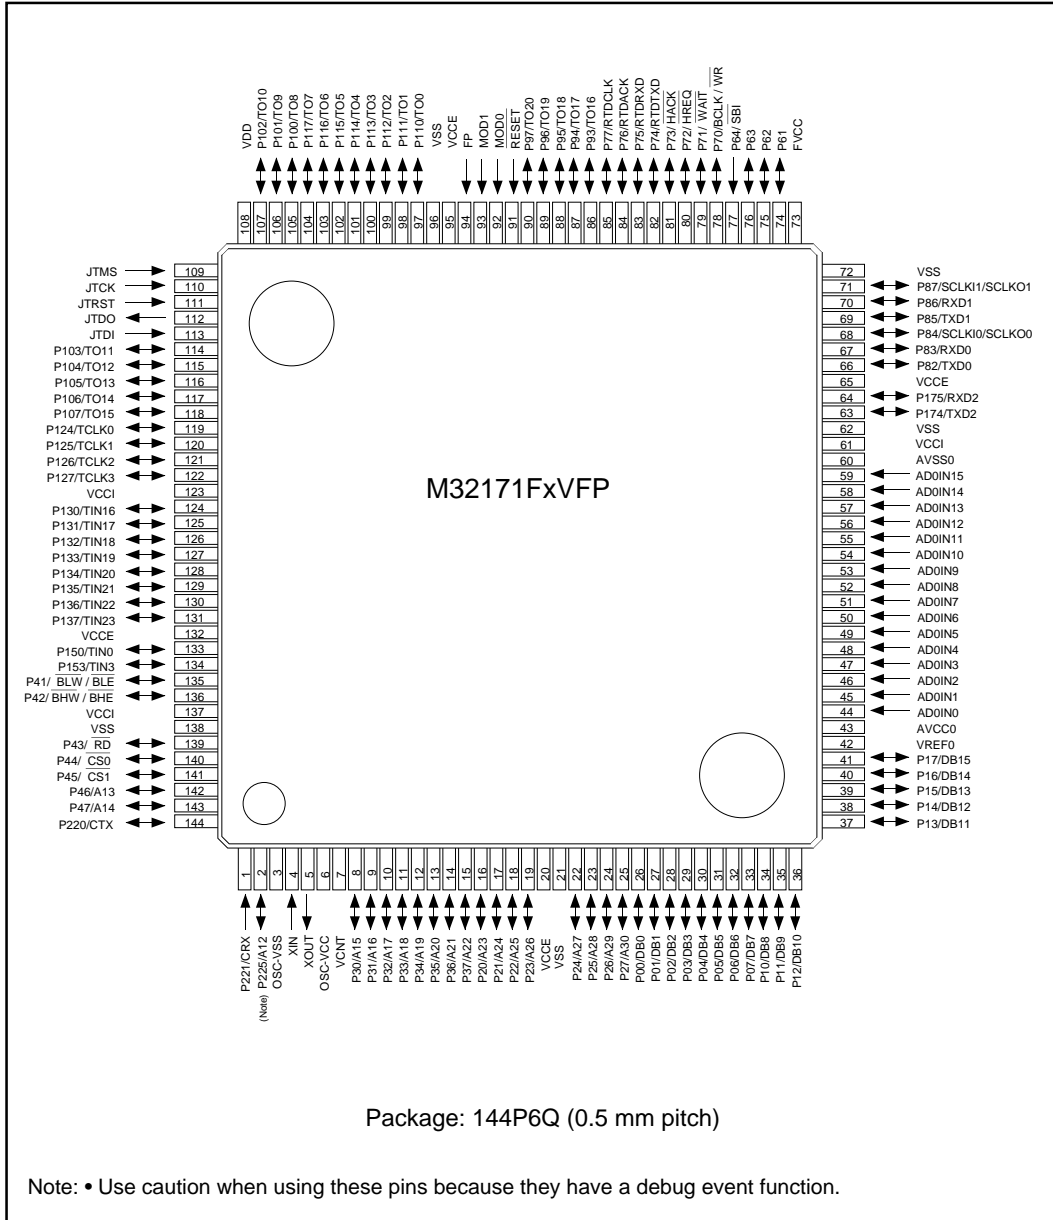 VDD
P102/TO10
P101/TO9
P100/TO8
P117/TO7
P116/TO6
P115/TO5
P114/TO4
P113/TO3
P112/TO2
P111/TO1
P110/TO0
VSS
VCCE
FP
MOD1
MOD0
RESET
P97/TO20
P96/TO19
P95/TO18
P94/TO17
P93/TO16
P77/RTDCLK
P76/RTDACK
P75/RTDRXD
P74/RTDTXD
P73/ HACK
P72/ HREQ
P71/ WAIT
P70/BCLK / WR
P64/ SBI
P63
P62
P61
FVCC
108 107 106 105 104 103 102 101 100 99 98 97 96 95 94 93 92 91 90 89 88 87 86 85 84 83 82 81 80 79 78 77 76 75 74 73
JTMS 109
JTCK 110
JTRST 111
JTDO 112
JTDI 113
P103/TO11 114
P104/TO12 115
P105/TO13 116
P106/TO14 117
P107/TO15 118
P124/TCLK0 119
P125/TCLK1 120
P126/TCLK2 121
P127/TCLK3 122
VCCI 123
P130/TIN16 124
P131/TIN17 125
P132/TIN18 126
P133/TIN19 127
P134/TIN20 128
P135/TIN21 129
P136/TIN22 130
P137/TIN23 131
VCCE 132
P150/TIN0 133
P153/TIN3 134
P41/ BLW / BLE 135
P42/ BHW / BHE 136
VCCI 137
VSS 138
P43/ RD 139
P44/ CS0 140
P45/ CS1 141
P46/A13 142
P47/A14 143
P220/CTX 144
M32171FxVFP
72 VSS
71 P87/SCLKI1/SCLKO1
70 P86/RXD1
69 P85/TXD1
68 P84/SCLKI0/SCLKO0
67 P83/RXD0
66 P82/TXD0
65 VCCE
64 P175/RXD2
63 P174/TXD2
62 VSS
61 VCCI
60 AVSS0
59 AD0IN15
58 AD0IN14
57 AD0IN13
56 AD0IN12
55 AD0IN11
54 AD0IN10
53 AD0IN9
52 AD0IN8
51 AD0IN7
50 AD0IN6
49 AD0IN5
48 AD0IN4
47 AD0IN3
46 AD0IN2
45 AD0IN1
44 AD0IN0
43 AVCC0
42 VREF0
41 P17/DB15
40 P16/DB14
39 P15/DB13
38 P14/DB12
37 P13/DB11
1 2 3 4 5 6 7 8 9 10 11 12 13 14 15 16 17 18 19 20 21 22 23 24 25 26 27 28 29 30 31 32 33 34 35 36
P221/CRX
P225/A12
(Note)
OSC-VSS
XIN
XOUT
OSC-VCC
VCNT
P30/A15
P31/A16
P32/A17
P33/A18
P34/A19
P35/A20
P36/A21
P37/A22
P20/A23
P21/A24
P22/A25
P23/A26
VCCE
VSS
P24/A27
P25/A28
P26/A29
P27/A30
P00/DB0
P01/DB1
P02/DB2
P03/DB3
P04/DB4
P05/DB5
P06/DB6
P07/DB7
P10/DB8
P11/DB9
P12/DB10
Package: 144P6Q (0.5 mm pitch)
Note: • Use caution when using these pins because they have a debug event function.